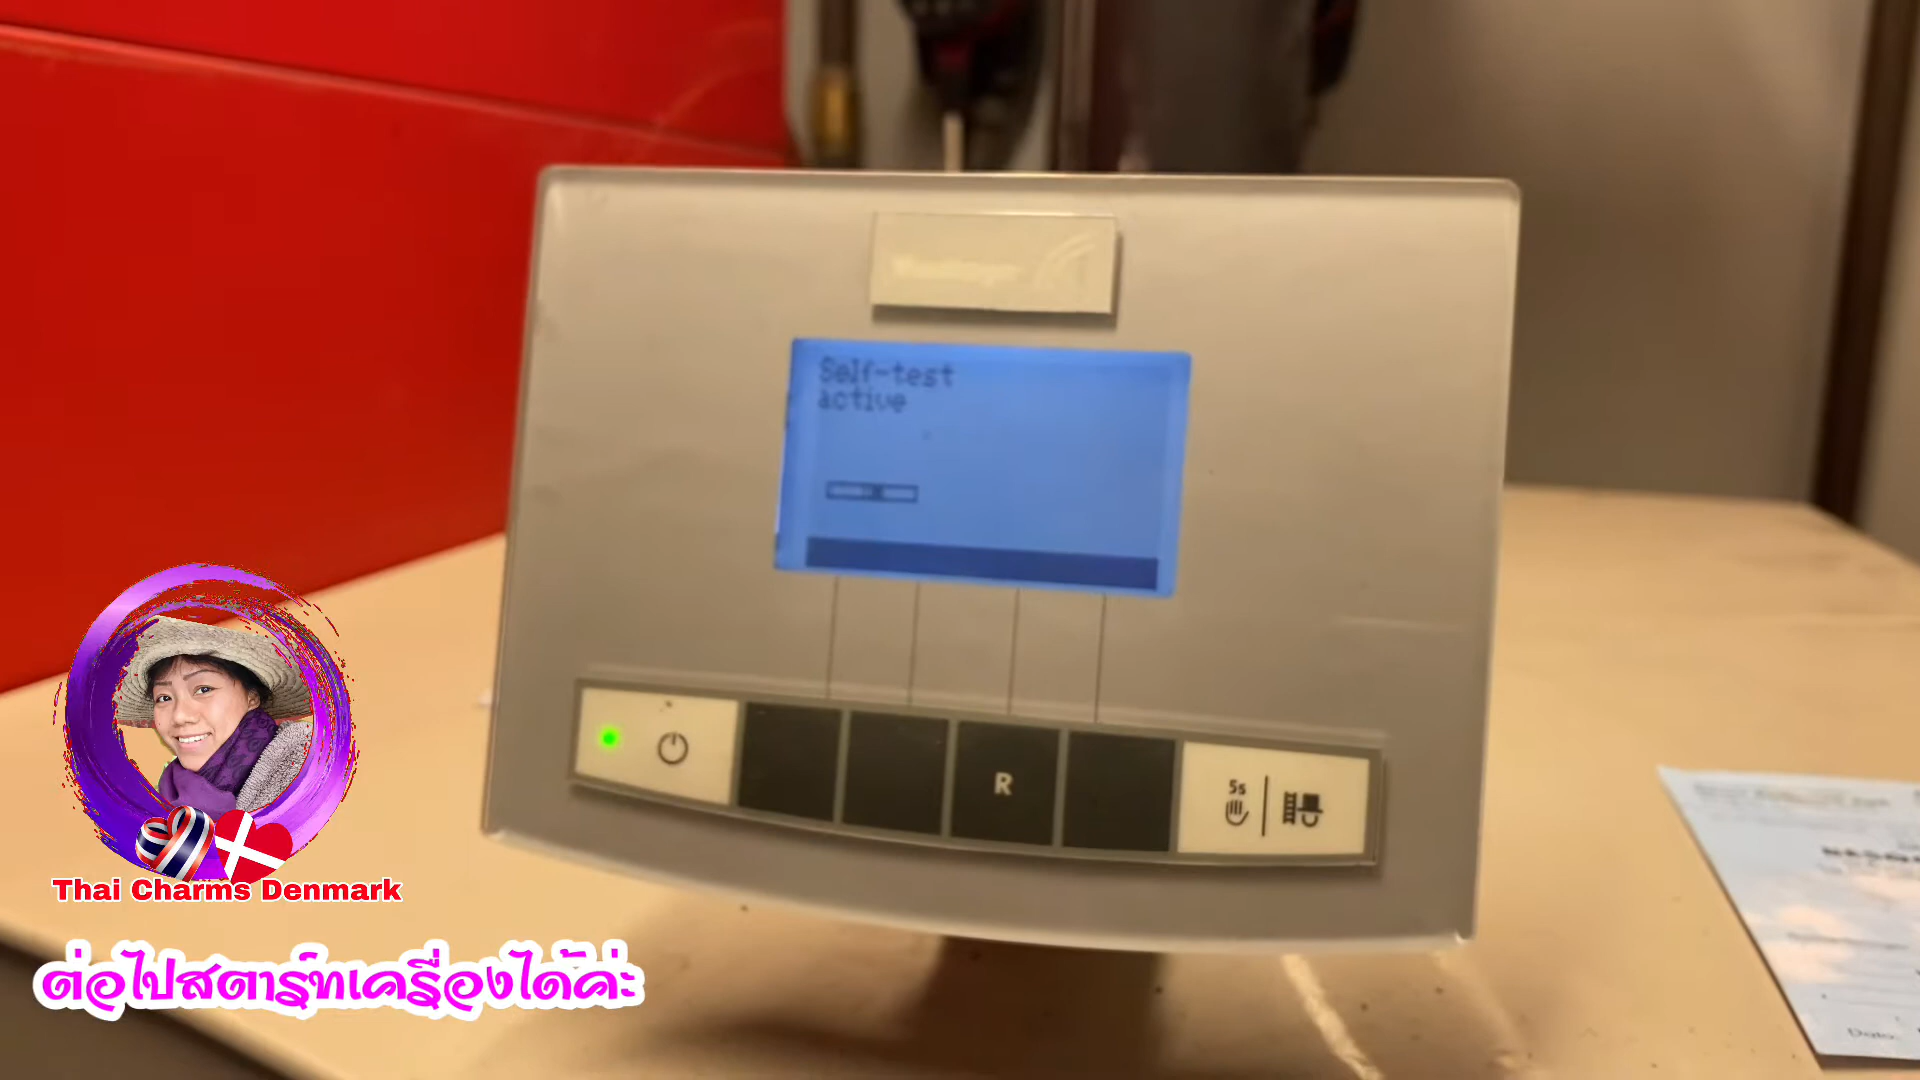 Self-test
active
R
5s
Thai Charms Denmark
ต่อไปสตาร์ทเครื่องได้ค่ะ
Dato: